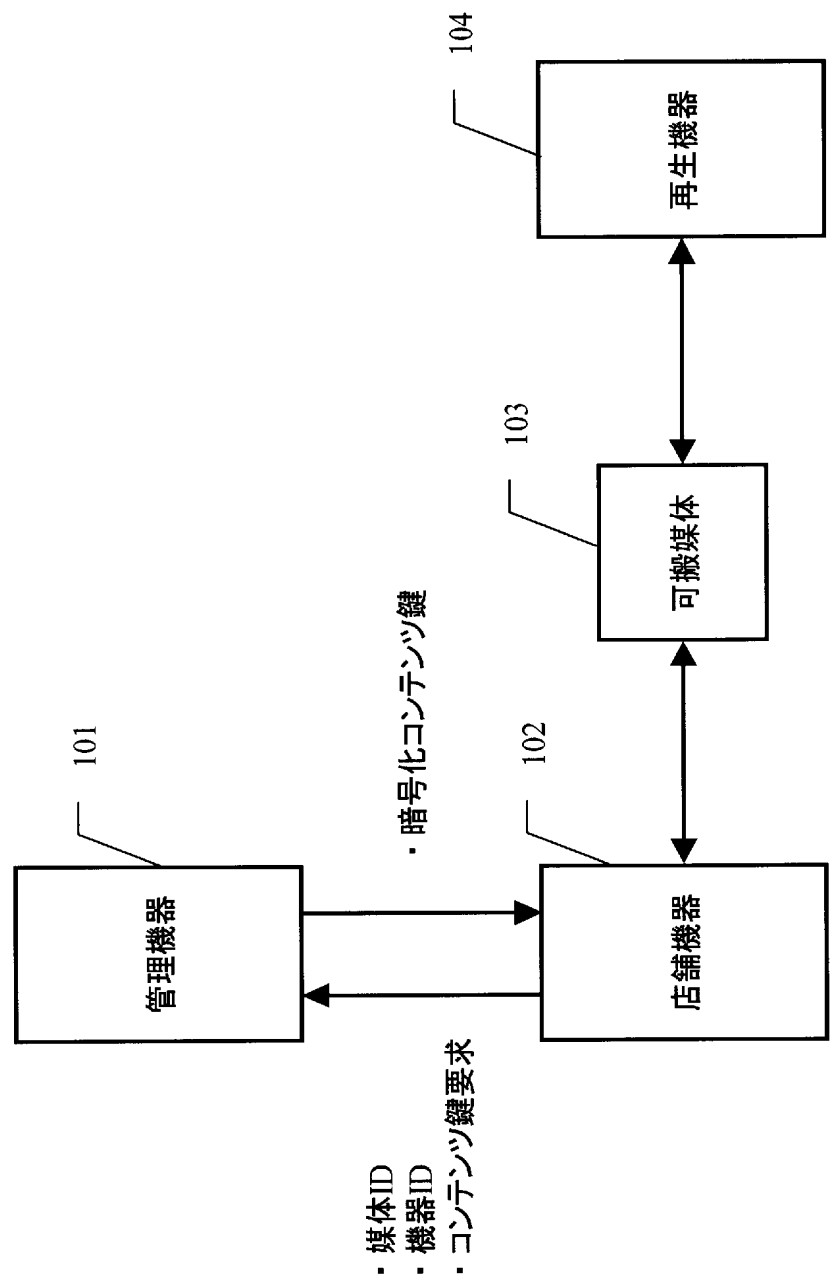 101
管理機器
・媒体ID
・機器ID
・コンテンツ鍵要求
・暗号化コンテンツ鍵
102
店舗機器
103
可搬媒体
104
再生機器